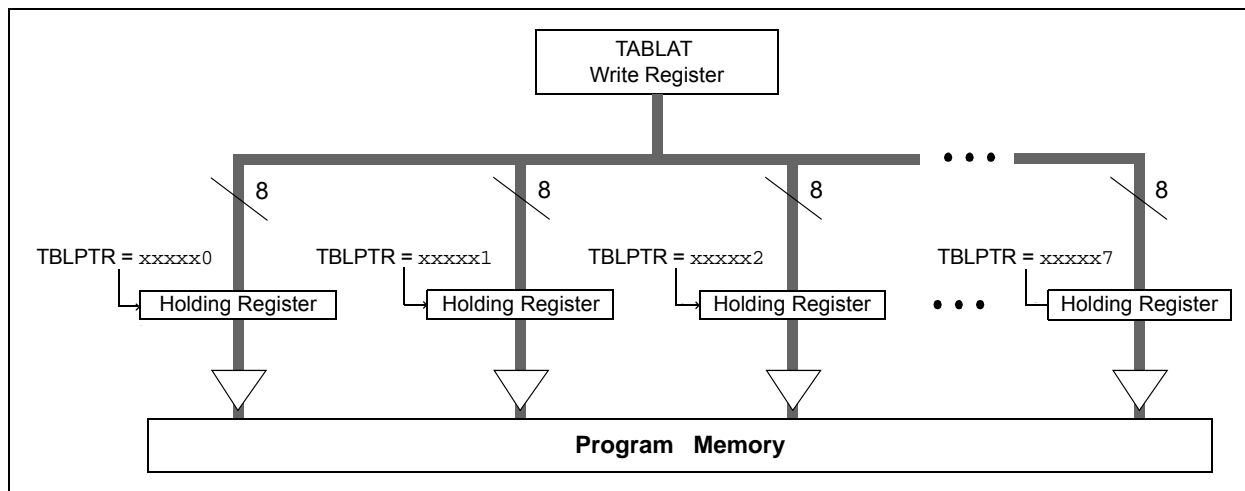 TABLAT
Write Register
8
8
8
8
TBLPTR = xxxxx0
TBLPTR = xxxxx1
TBLPTR = xxxxx2
TBLPTR = xxxxx7
Holding Register
Holding Register
Holding Register
Holding Register
Program Memory